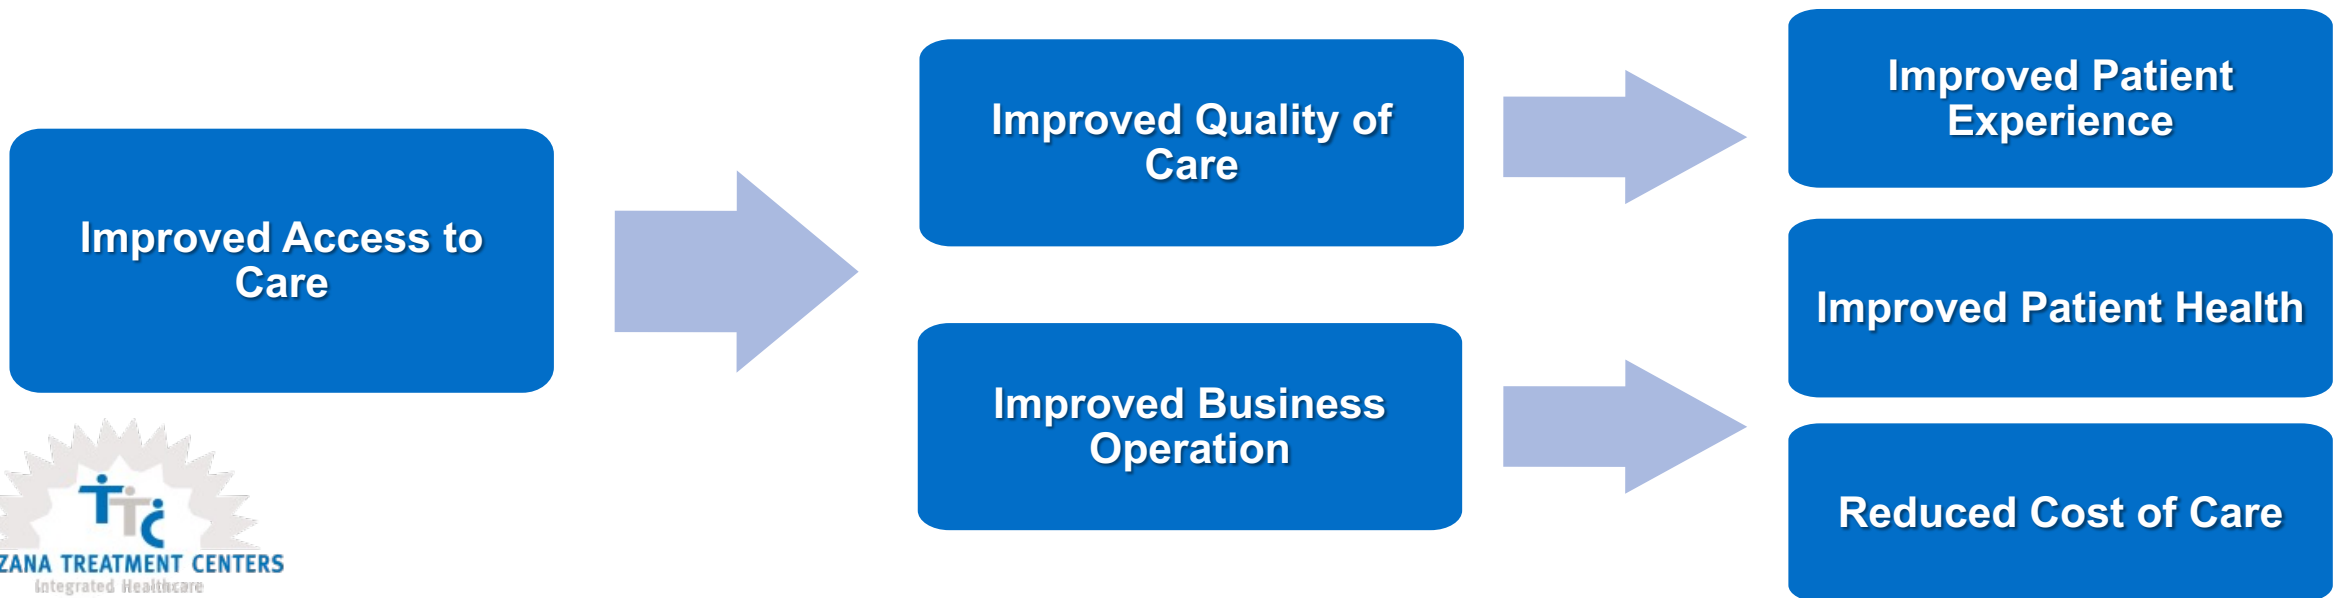 Improved Access to
Care
Improved Quality of
Care
Improved Business
Operation
Improved Patient
Experience
Improved Patient Health
Reduced Cost of Care
TTC
ZANA TREATMENT CENTERS
Integrated Healthcare